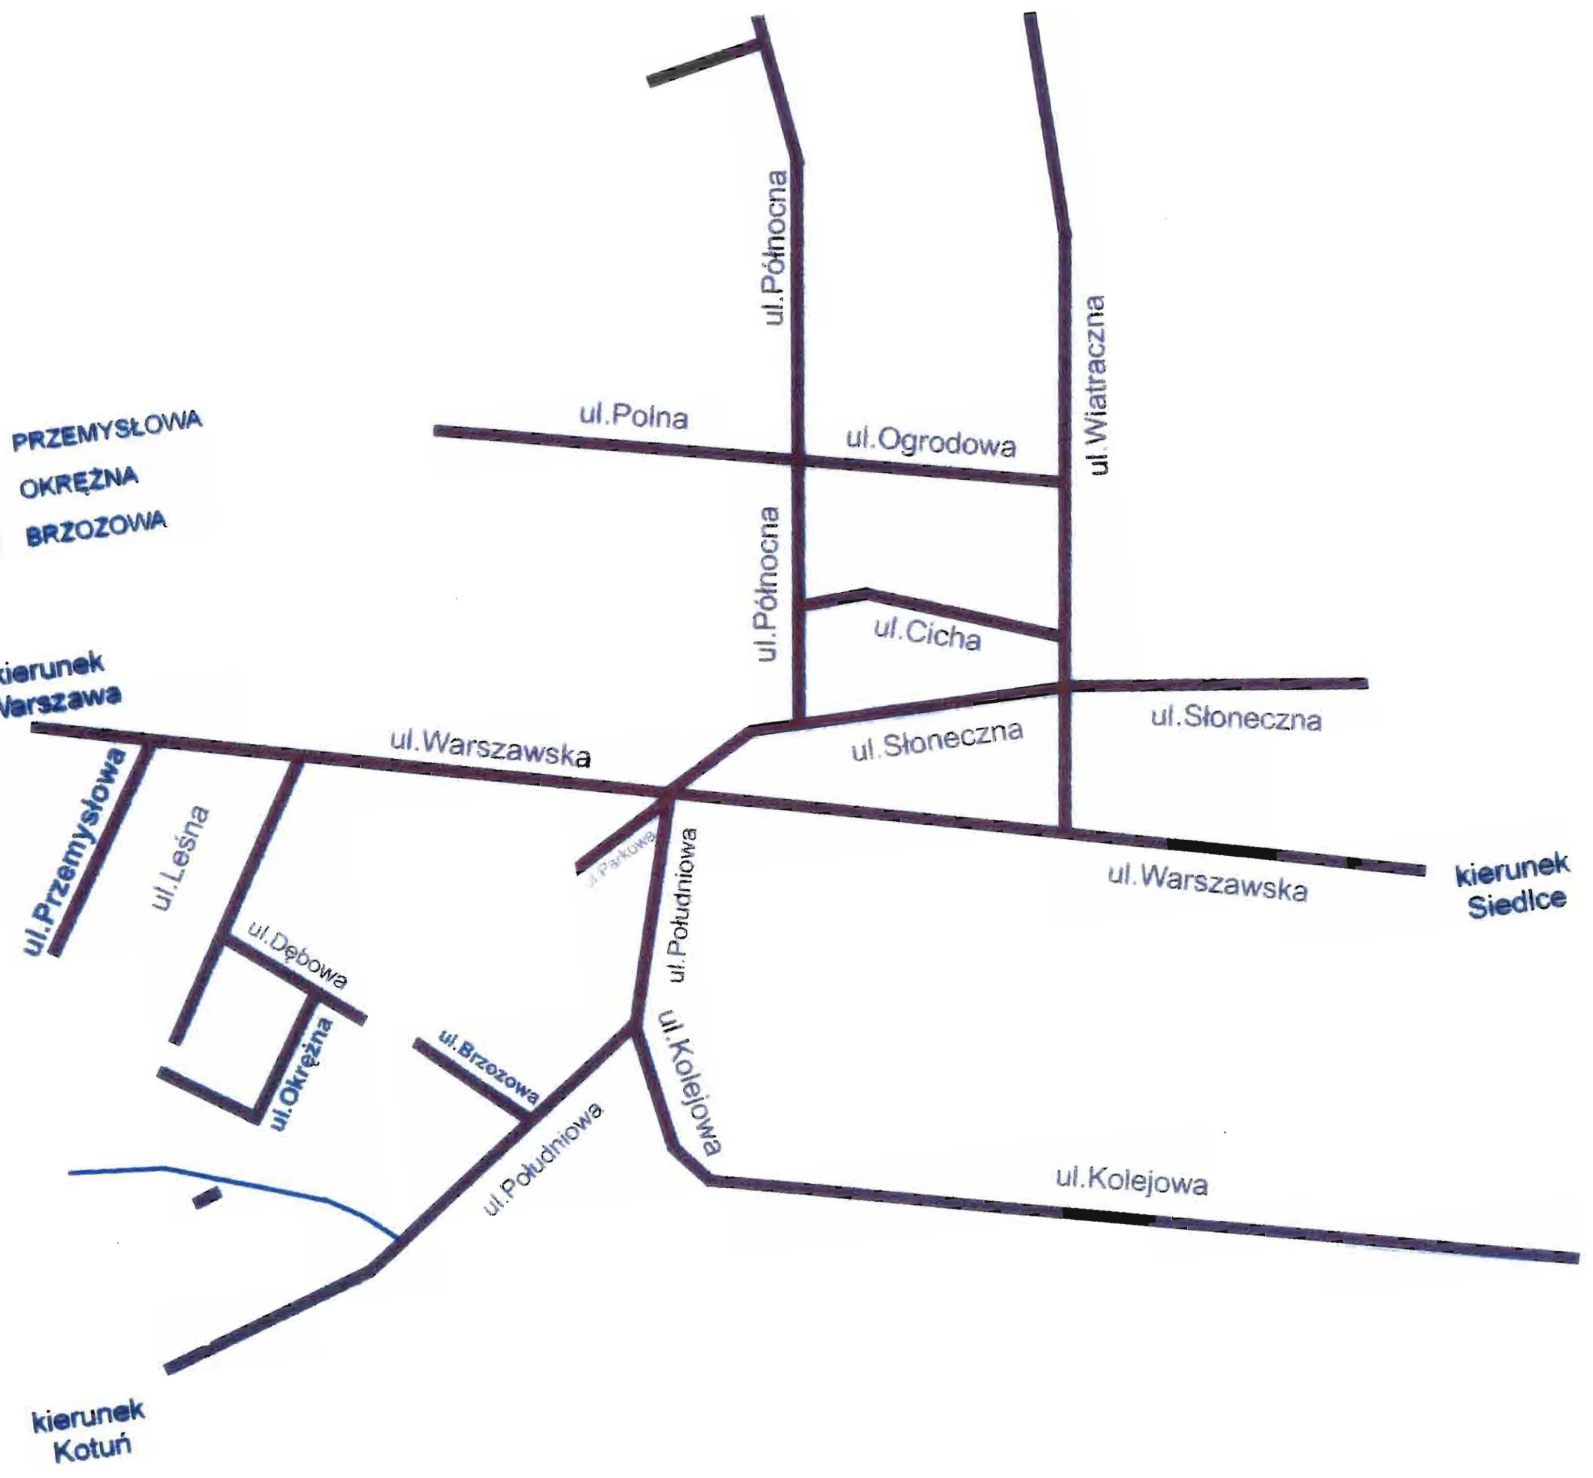 ul.Północna
ul.Wiatraczna
PRZEMYSŁOWA
OKRĘŻNA
BRZOZOWA
ul.Polna
ul.Ogrodowa
ul.Północna
ul.Cicha
kierunek
Warszawa
ul.Warszawska
ul.Słoneczna
ul.Słoneczna
ul.Przemysłowa
ul.Leśna
ul.Parkowa
ul.Południowa
ul.Warszawska
kierunek
Siedlce
ul.Dębowa
ul.Okrężna
ul.Brzozowa
ul.Kolejowa
ul.Południowa
ul.Kolejowa
kierunek
Kotuń